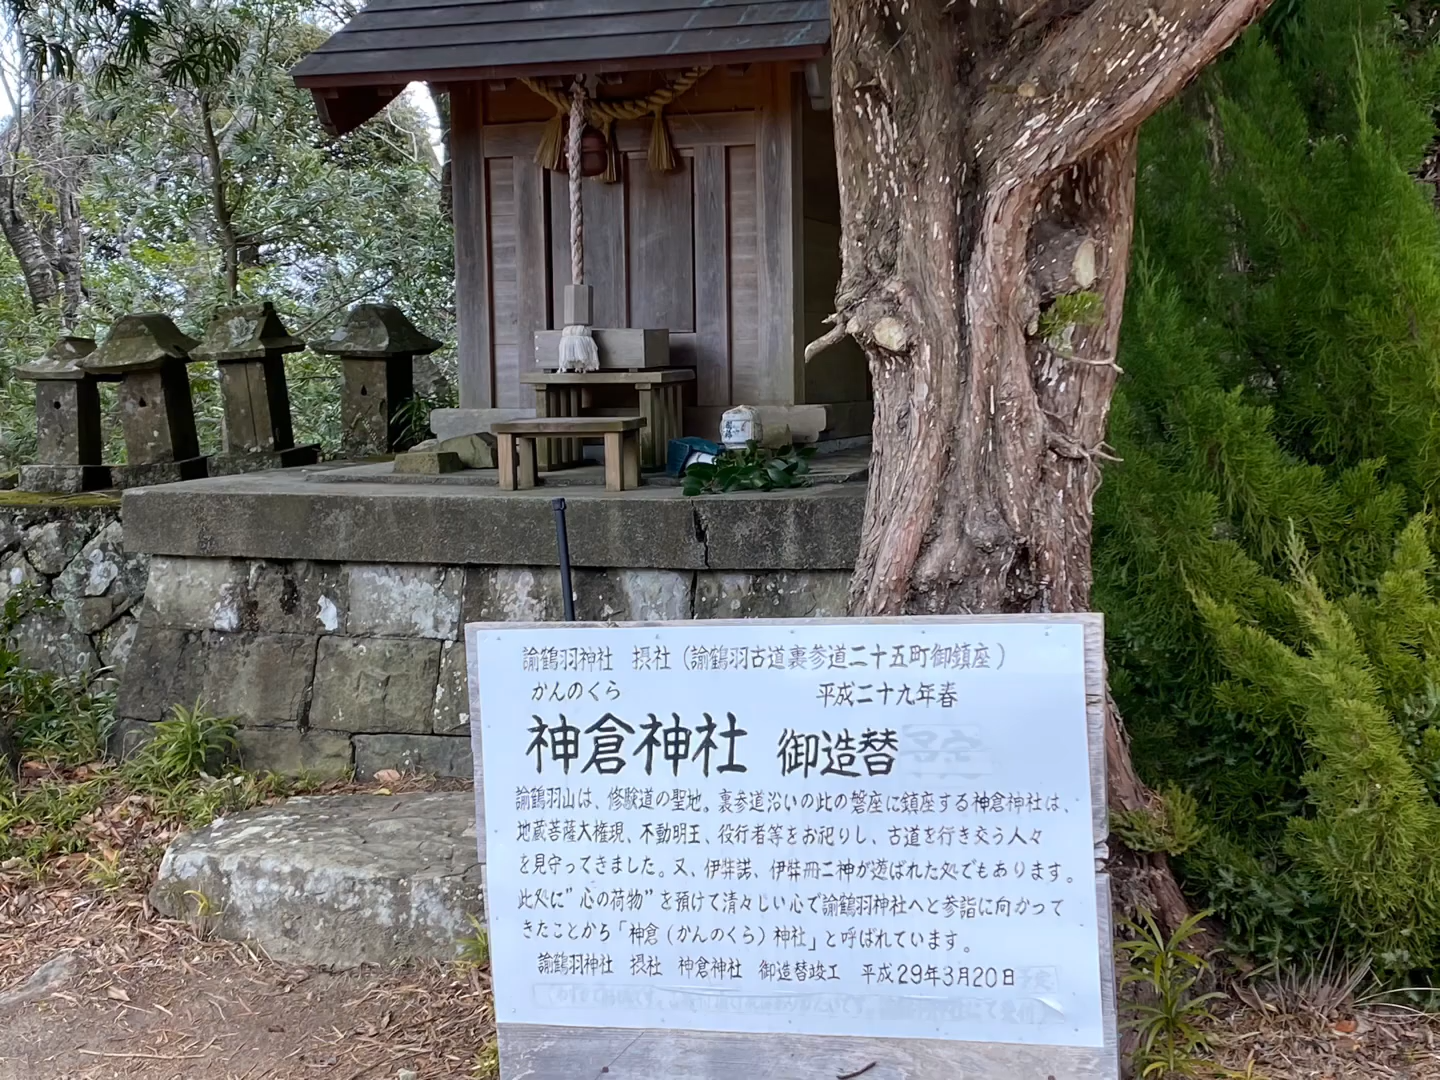 諭鶴羽神社　摂社（諭鶴羽古道裏参道二十五町御鎮座）
かんのくら　平成二十九年春
神倉神社　御造替
諭鶴羽山は、修験道の聖地。裏参道沿いの此の磐座に鎮座する神倉神社は、
地蔵菩薩大権現、不動明王、役行者等をお祀りし、古道を行き交う人々
を見守ってきました。又、伊弉諾、伊弉冊二神が遊ばれた処でもあります。
此処に"心の荷物"を預けて清々しい心で諭鶴羽神社へと参詣に向かって
きたことから「神倉（かんのくら）神社」と呼ばれています。
諭鶴羽神社　摂社　神倉神社　御造替竣工　平成29年3月20日